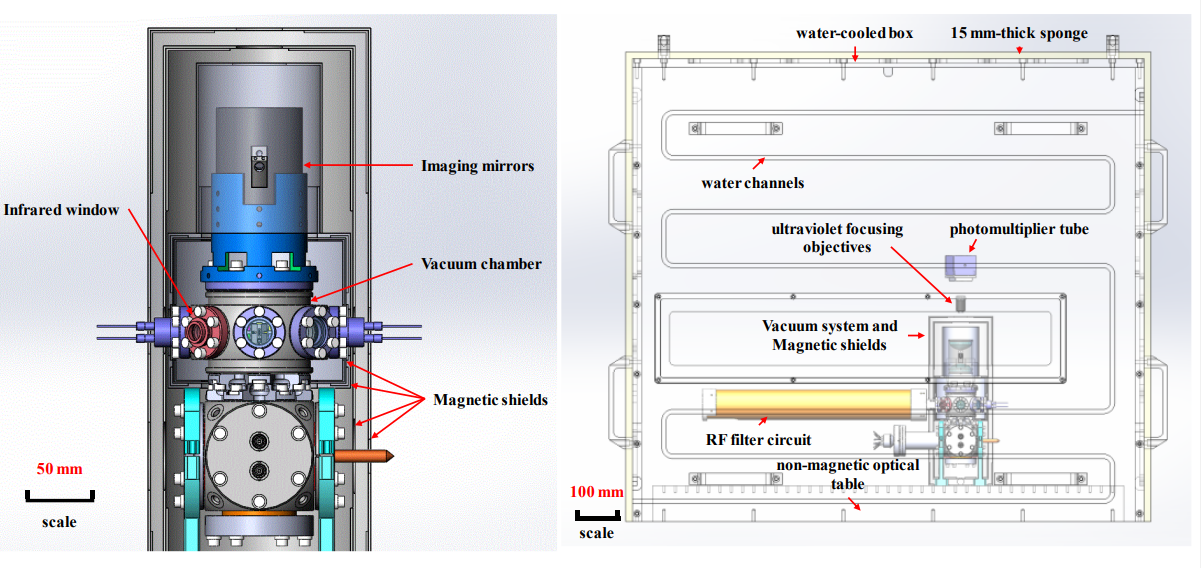 Imaging mirrors
Infrared window
Vacuum chamber
Magnetic shields
50 mm
scale
water-cooled box
15 mm-thick sponge
water channels
ultraviolet focusing
objectives
photomultiplier tube
Vacuum system and
Magnetic shields
RF filter circuit
non-magnetic optical
table
100 mm
scale